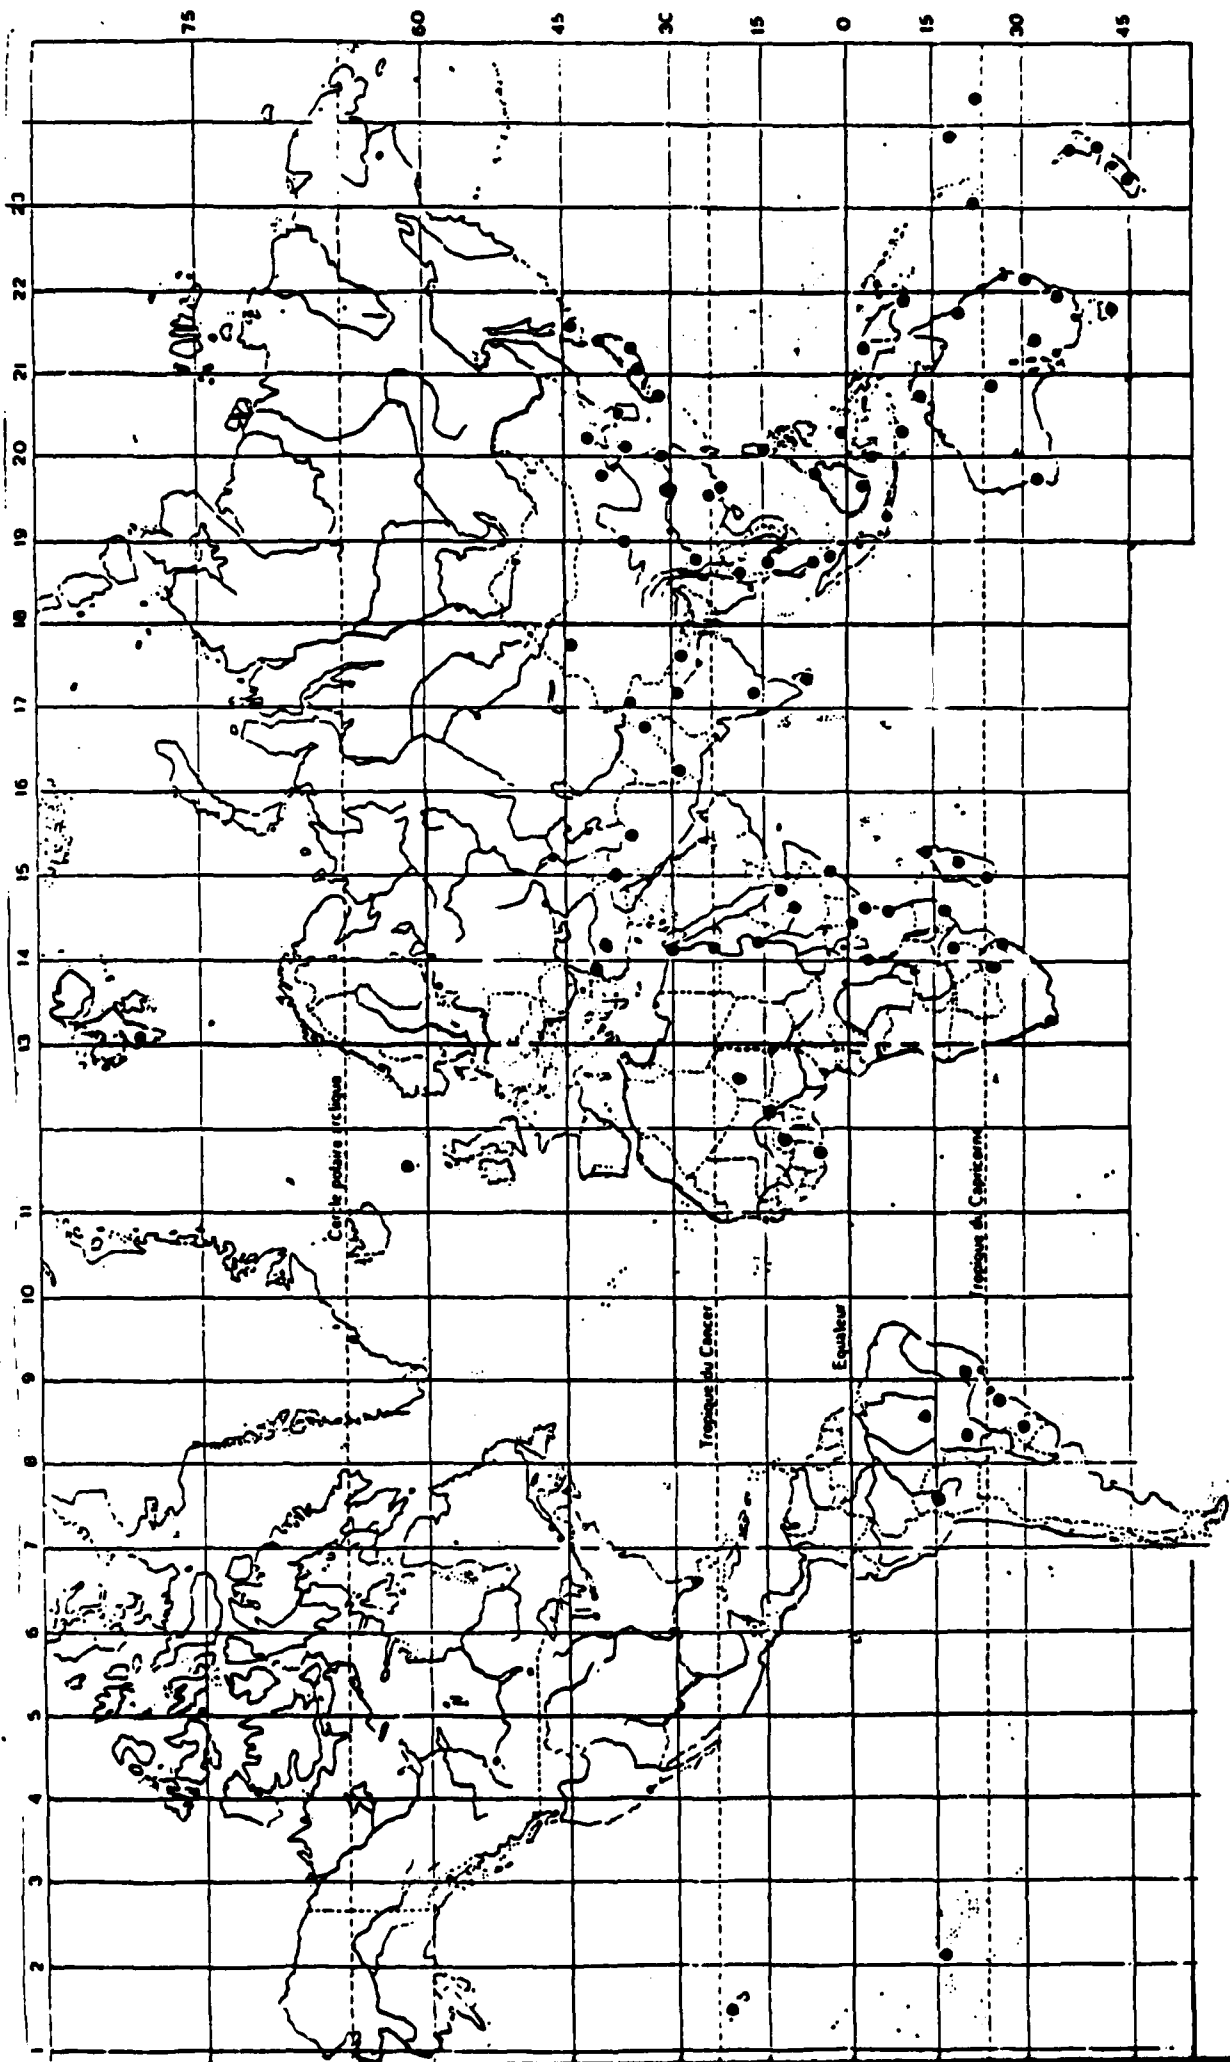 75 60 45 30 15 0 15 30 45
1 2 3 4 5 6 7 8 9 10 11 12 13 14 15 16 17 18 19 20 21 22 23
Cercle polaire arctique
Tropique du Cancer
Equateur
Tropique du Capricorne